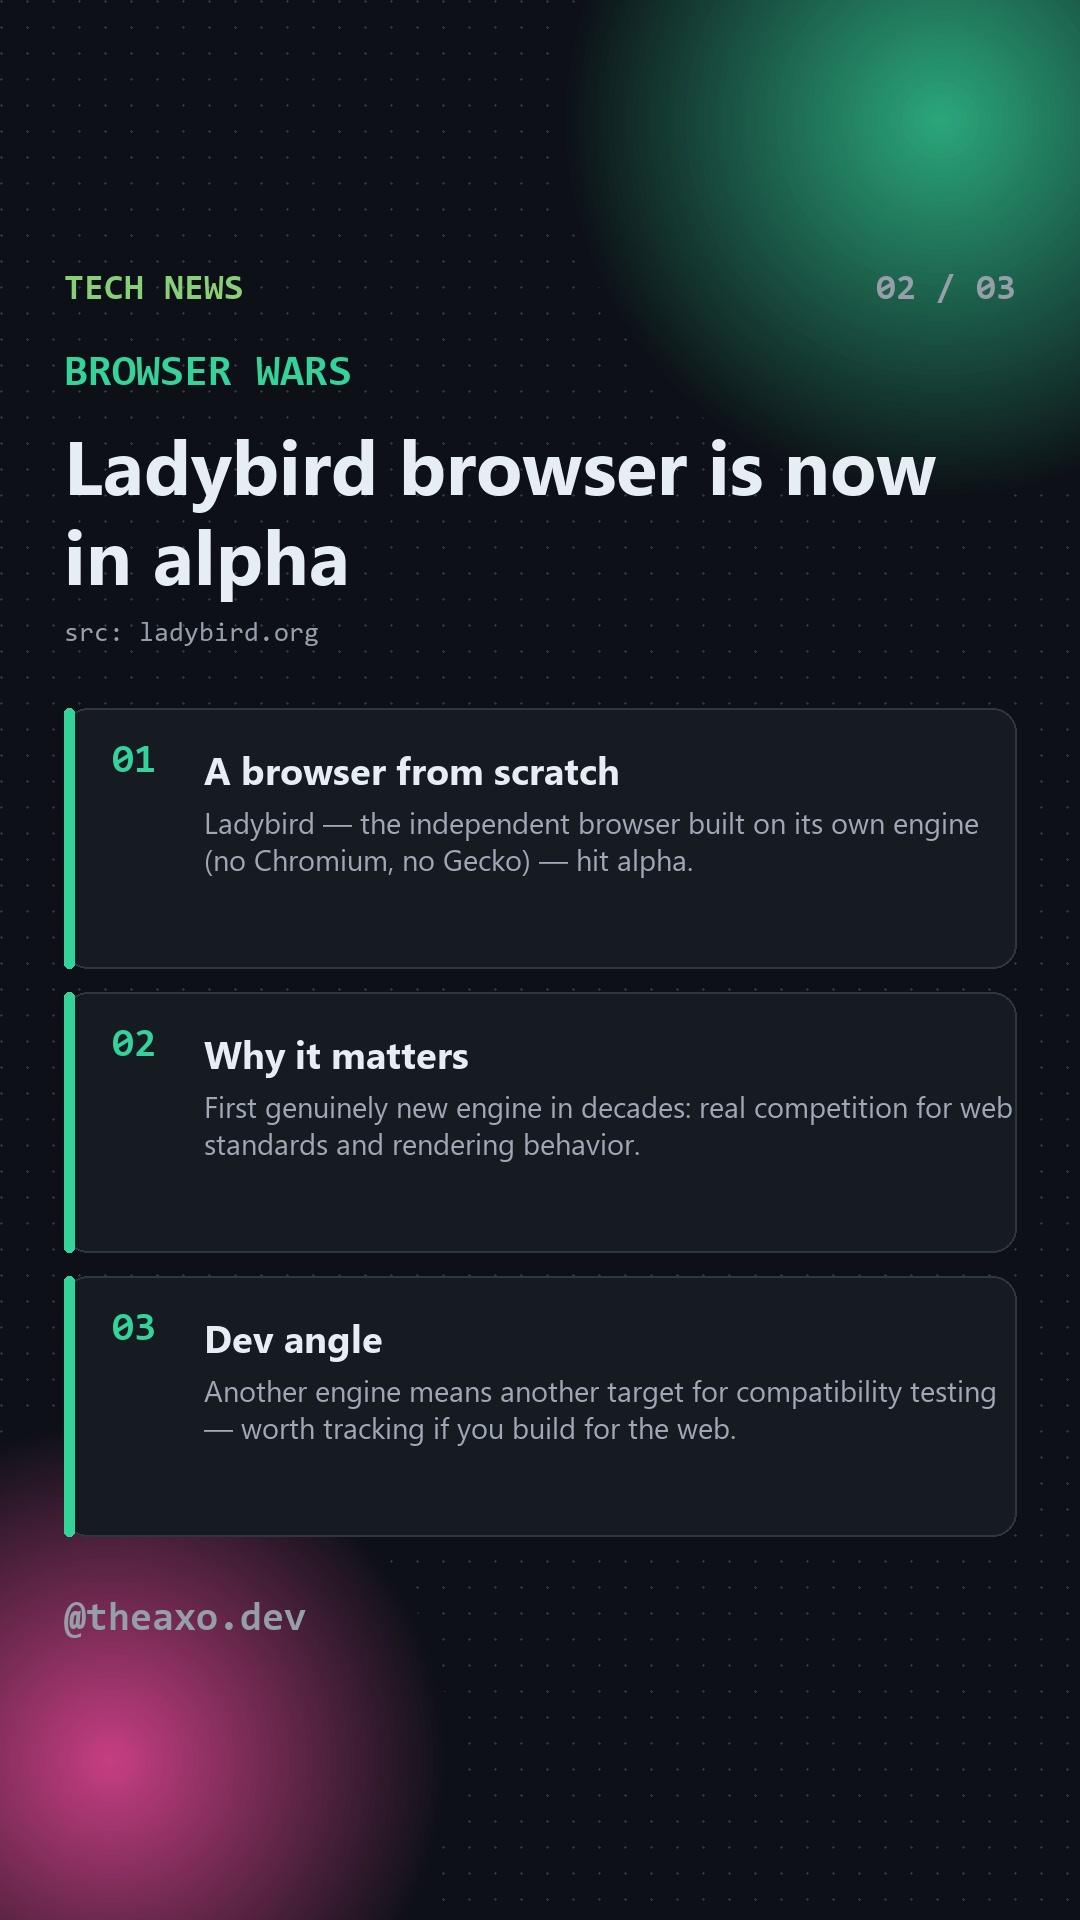 TECH NEWS
02 / 03
BROWSER WARS
Ladybird browser is now
in alpha
src: ladybird.org
01
A browser from scratch
Ladybird — the independent browser built on its own engine
(no Chromium, no Gecko) — hit alpha.
02
Why it matters
First genuinely new engine in decades: real competition for web
standards and rendering behavior.
03
Dev angle
Another engine means another target for compatibility testing
— worth tracking if you build for the web.
@theaxo.dev